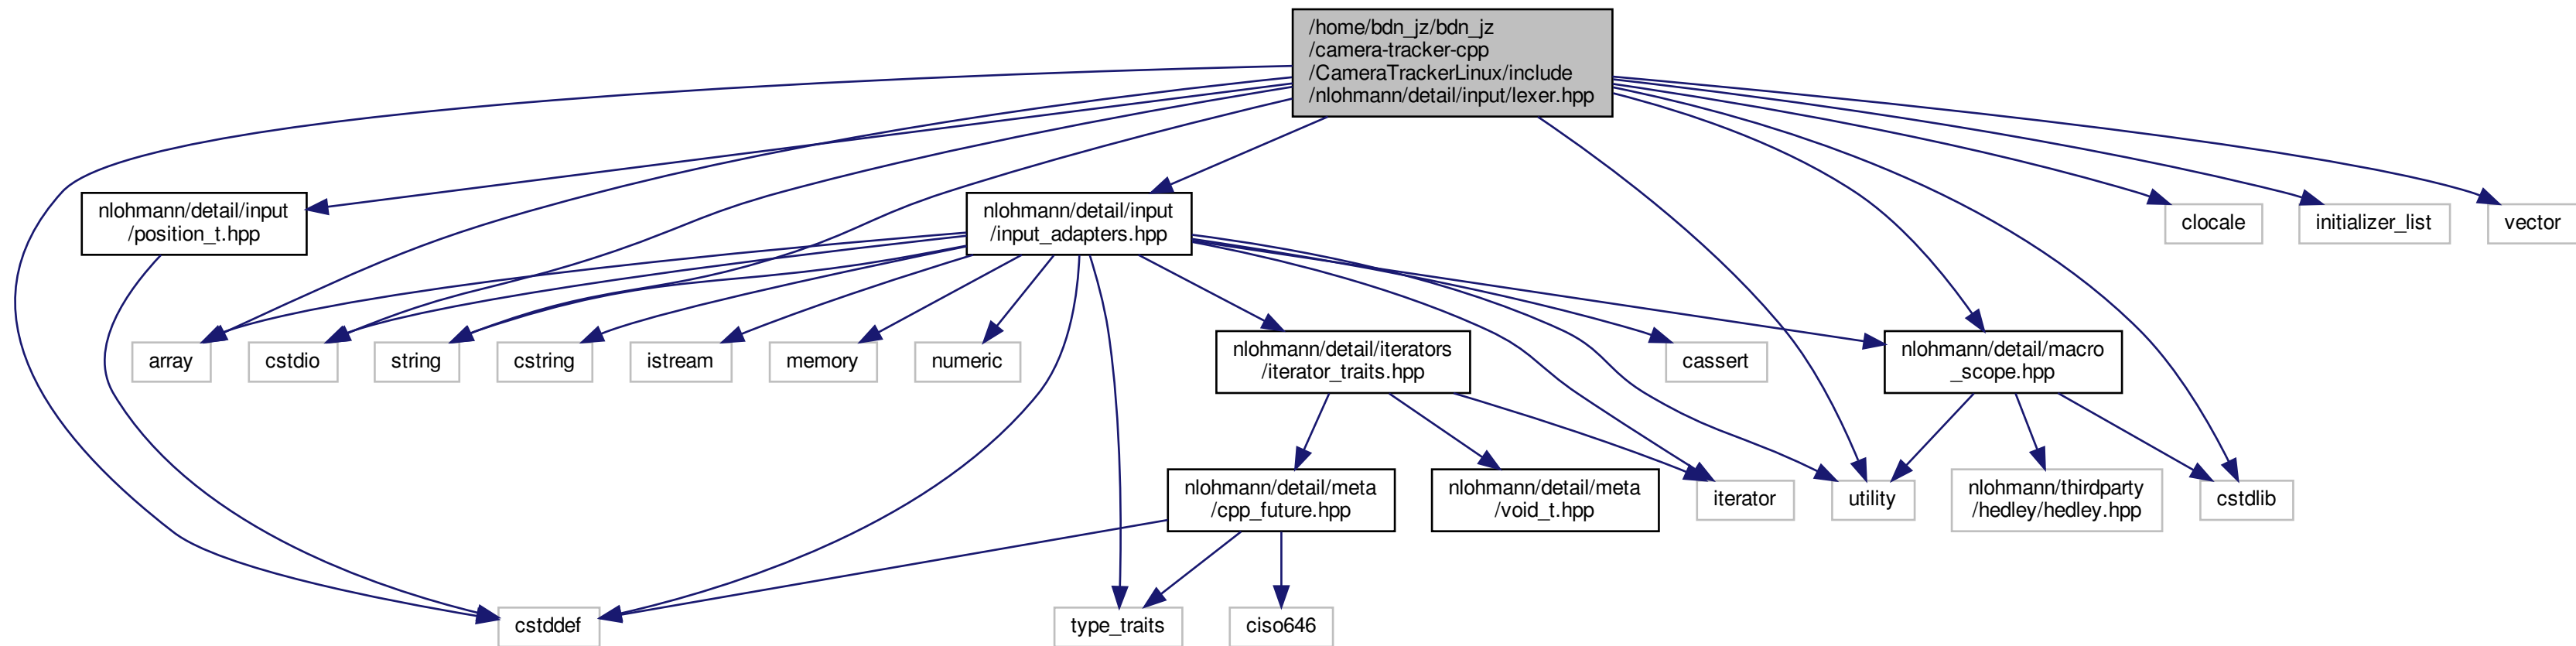 /home/bdn_jz/bdn_jz
/camera-tracker-cpp
/CameraTrackerLinux/include
/nlohmann/detail/input/lexer.hpp
nlohmann/detail/input
/position_t.hpp
nlohmann/detail/input
/input_adapters.hpp
clocale
initializer_list
vector
array
cstdio
string
cstring
istream
memory
numeric
nlohmann/detail/iterators
/iterator_traits.hpp
cassert
nlohmann/detail/macro
_scope.hpp
nlohmann/detail/meta
/cpp_future.hpp
nlohmann/detail/meta
/void_t.hpp
iterator
utility
nlohmann/thirdparty
/hedley/hedley.hpp
cstdlib
cstddef
type_traits
ciso646